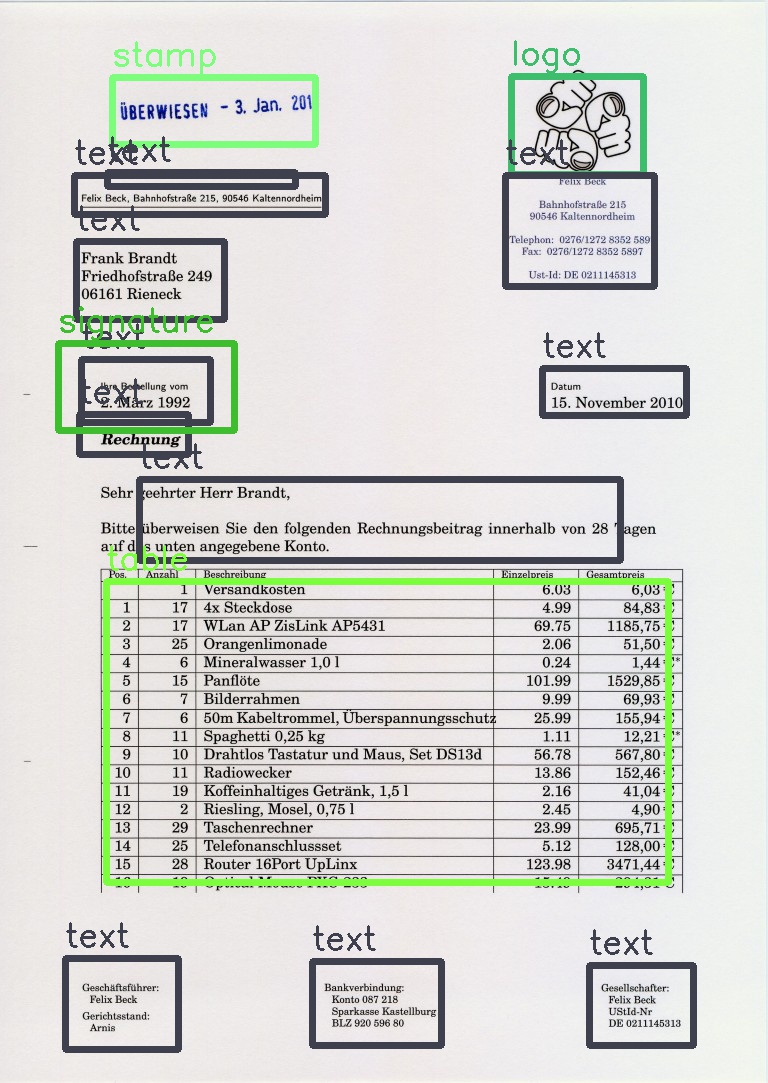 stamp
logo
ÜBERWIESEN - 3. Jan. 201
text
text
text
Felix Beck
Felix Beck, Bahnhofstraße 215, 90546 Kaltennordheim
Bahnhofstraße 215
90546 Kaltennordheim
text
Telephon: 0276/1272 8352 589
Fax: 0276/1272 8352 5897
Ust-Id: DE 0211145313
Frank Brandt
Friedhofstraße 249
06161 Rieneck
signature
text
text
Ihre Bestellung vom
2. März 1992
text
Datum
15. November 2010
Rechnung
text
Sehr geehrter Herr Brandt,
Bitte überweisen Sie den folgenden Rechnungsbeitrag innerhalb von 28 Tagen
auf das unten angegebene Konto.
table
Pos. Anzahl Beschreibung Einzelpreis Gesamtpreis
1 Versandkosten 6.03 6,03 €
1 17 4x Steckdose 4.99 84,83 €
2 17 WLan AP ZisLink AP5431 69.75 1185,75 €
3 25 Orangenlimonade 2.06 51,50 €
4 6 Mineralwasser 1,0 l 0.24 1,44 €*
5 15 Panflöte 101.99 1529,85 €
6 7 Bilderrahmen 9.99 69,93 €
7 6 50m Kabeltrommel, Überspannungsschutz 25.99 155,94 €
8 11 Spaghetti 0,25 kg 1.11 12,21 €*
9 10 Drahtlos Tastatur und Maus, Set DS13d 56.78 567,80 €
10 11 Radiowecker 13.86 152,46 €
11 19 Koffeinhaltiges Getränk, 1,5 l 2.16 41,04 €
12 2 Riesling, Mosel, 0,75 l 2.45 4,90 €
13 29 Taschenrechner 23.99 695,71 €
14 25 Telefonanschlussset 5.12 128,00 €
15 28 Router 16Port UpLinx 123.98 3471,44 €
text
text
text
Geschäftsführer:
Felix Beck
Gerichtsstand:
Arnis
Bankverbindung:
Konto 087 218
Sparkasse Kastellburg
BLZ 920 596 80
Gesellschafter:
Felix Beck
UStId-Nr
DE 0211145313